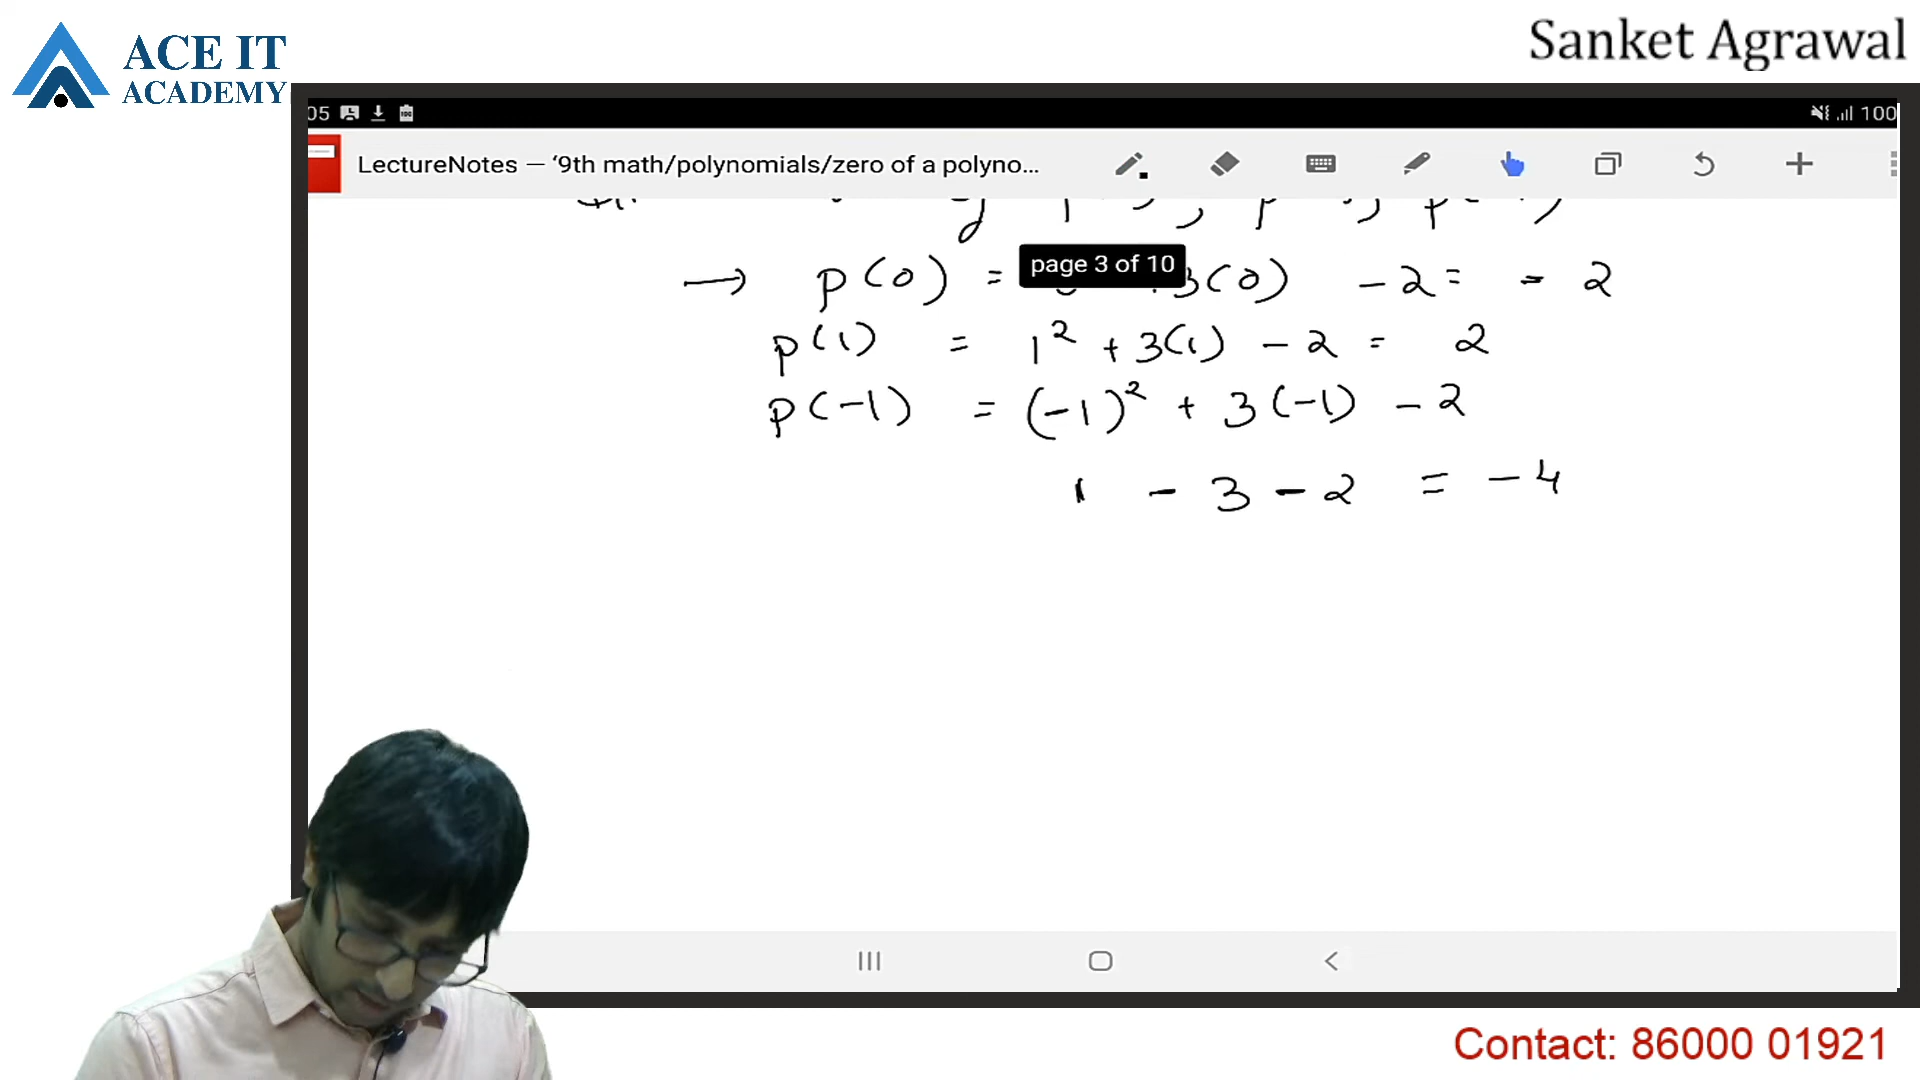 ACE IT
ACADEMY
Sanket Agrawal
05
100
LectureNotes — ‘9th math/polynomials/zero of a polyno...
page 3 of 10
→ p(0) = 3(0) - 2 = - 2
p(1) = 1² + 3(1) - 2 = 2
p(-1) = (-1)² + 3(-1) - 2
1 - 3 - 2 = -4
Contact: 86000 01921